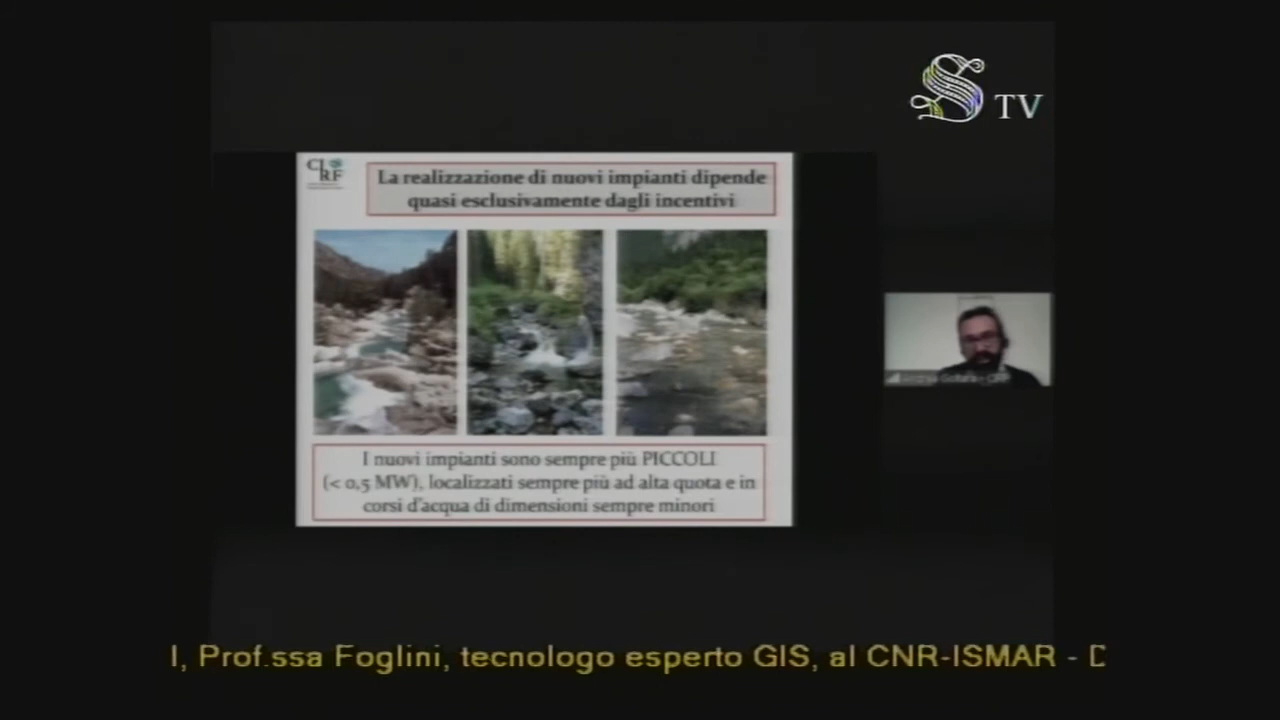 S TV
CI
RF
La realizzazione di nuovi impianti dipende
quasi esclusivamente dagli incentivi
I nuovi impianti sono sempre più PICCOLI
(< 0,5 MW), localizzati sempre più ad alta quota e in
corsi d'acqua di dimensioni sempre minori
I, Prof.ssa Foglini, tecnologo esperto GIS, al CNR-ISMAR - D